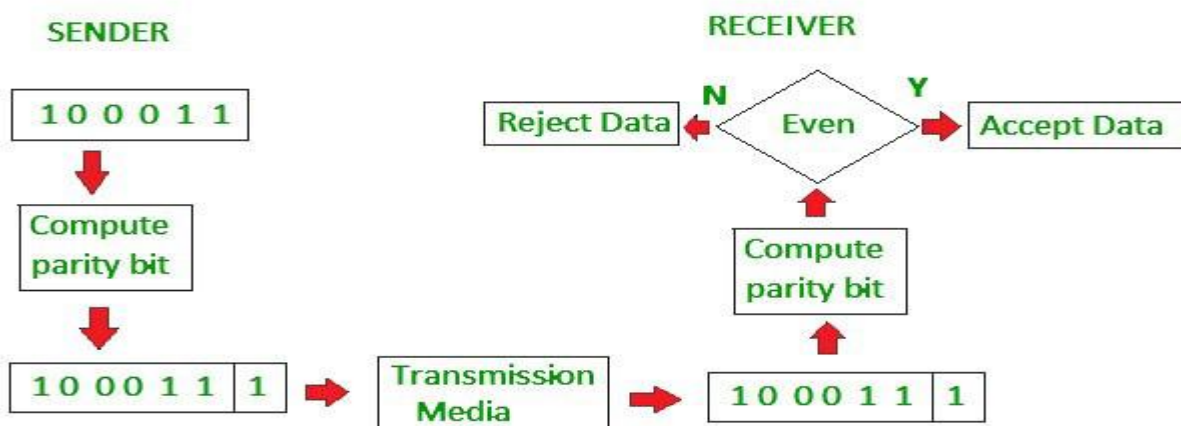 SENDER
1 0 0 0 1 1
Compute
parity bit
1 0 0 0 1 1 1
Transmission
Media
RECEIVER
Reject Data
N
Even
Y
Accept Data
Compute
parity bit
1 0 0 0 1 1 1